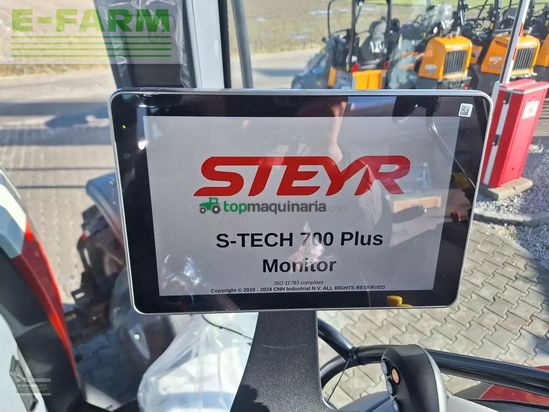 E-FARM
STEYR
topmaquinaria.com
S-TECH 700 Plus
Monitor
ISO 11783 compliant
Copyright © 2010 - 2024 CNH Industrial N.V. ALL RIGHTS RESERVED